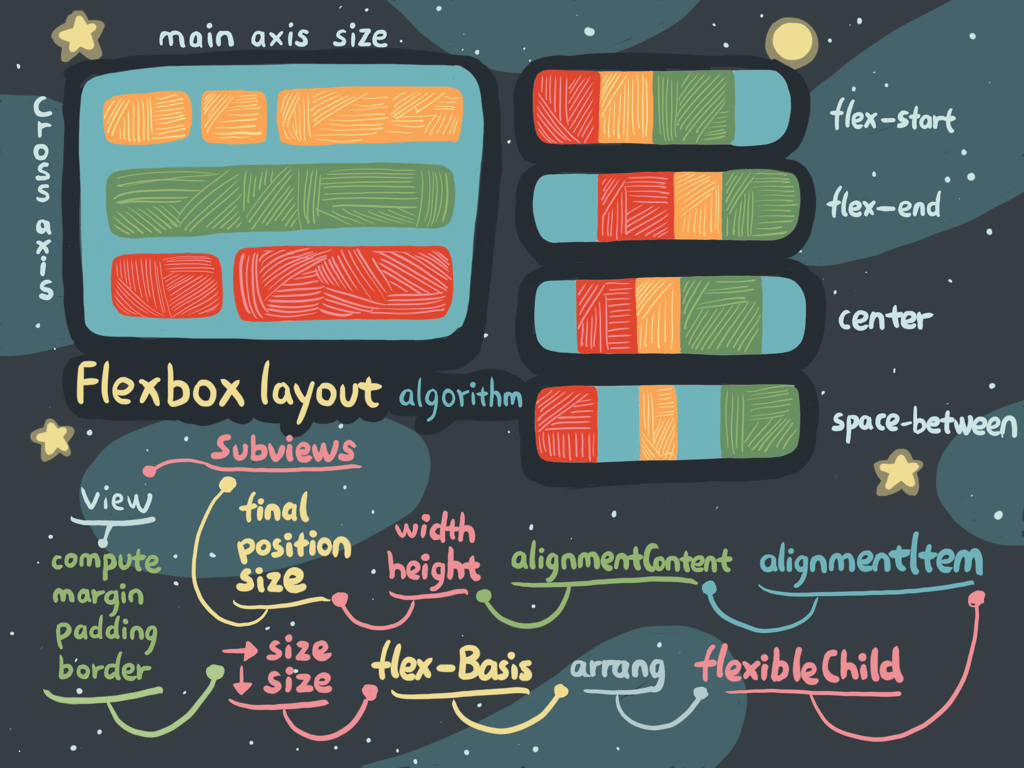 main axis size
Cross axis
flex-start
flex-end
center
space-between
Flexbox layout algorithm
Subviews
View
final
position
size
compute
margin
padding
border
width
height
alignmentContent
alignmentItem
→ size
↓ size
flex-Basis
arrang
flexibleChild